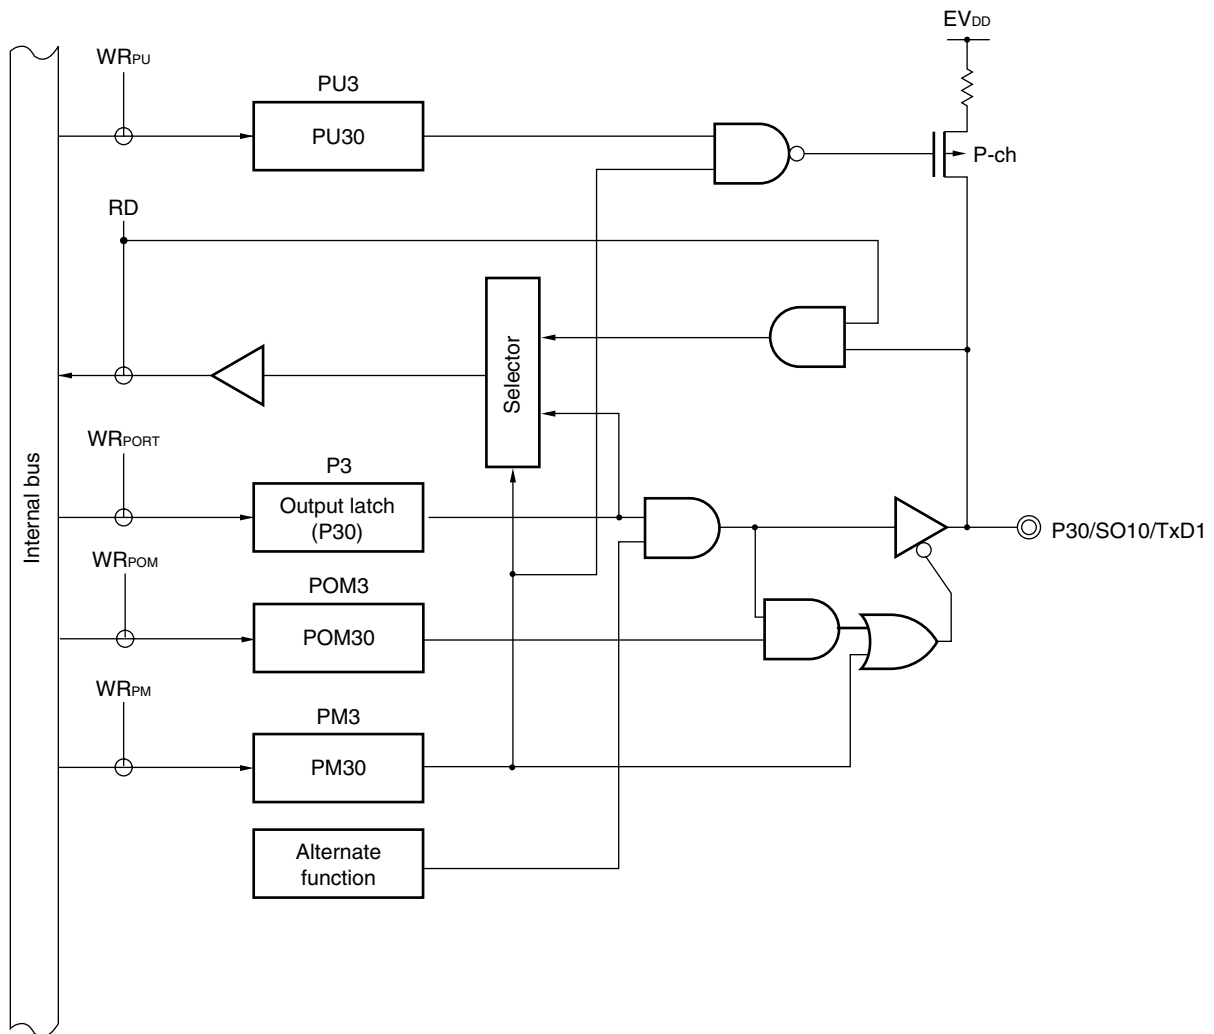 EVDD
WRPU
PU3
PU30
P-ch
RD
Selector
WRPORT
P3
Output latch
(P30)
Internal bus
P30/SO10/TxD1
WRPOM
POM3
POM30
WRPM
PM3
PM30
Alternate
function